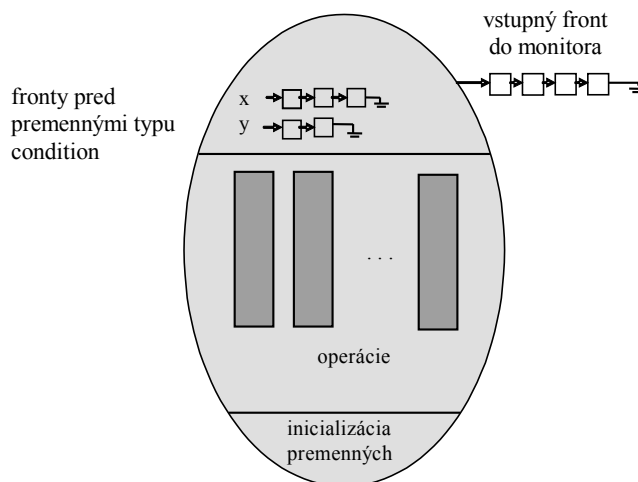 vstupný front
do monitora
fronty pred
premennými typu
condition
x
y
. . .
operácie
inicializácia
premenných